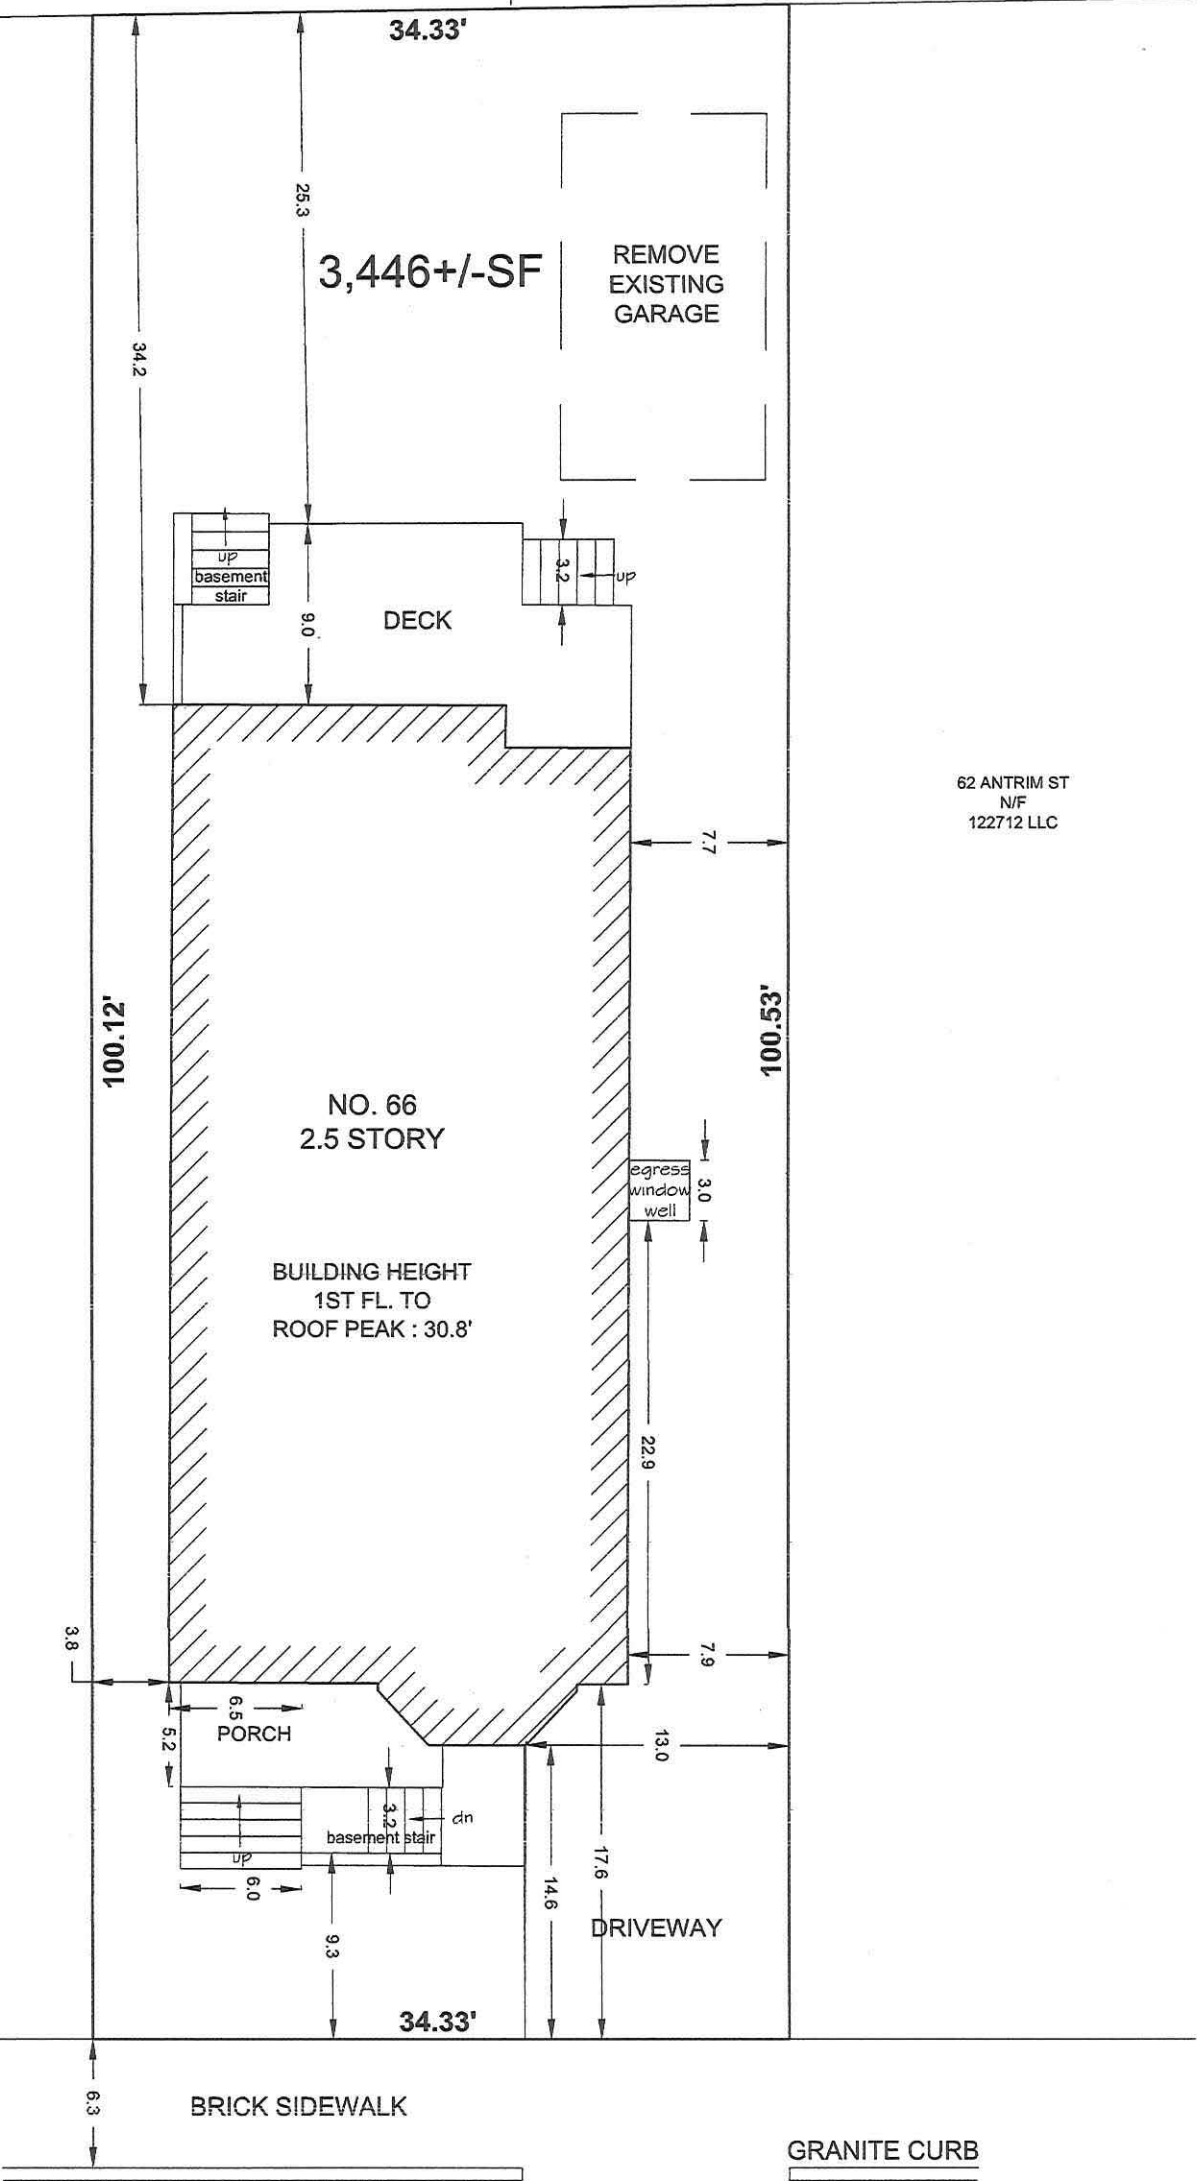 34.33'
25.3
3,446+/-SF
REMOVE
EXISTING
GARAGE
34.2
up
basement
stair
9.0
DECK
3.2
up
62 ANTRIM ST
N/F
122712 LLC
7.7
100.12'
100.53'
NO. 66
2.5 STORY
egress
window
well
3.0
BUILDING HEIGHT
1ST FL. TO
ROOF PEAK : 30.8'
22.9
3.8
7.9
6.5
PORCH
5.2
13.0
3.2
dn
basement stair
up
6.0
9.3
14.6
17.6
DRIVEWAY
34.33'
6.3
BRICK SIDEWALK
GRANITE CURB